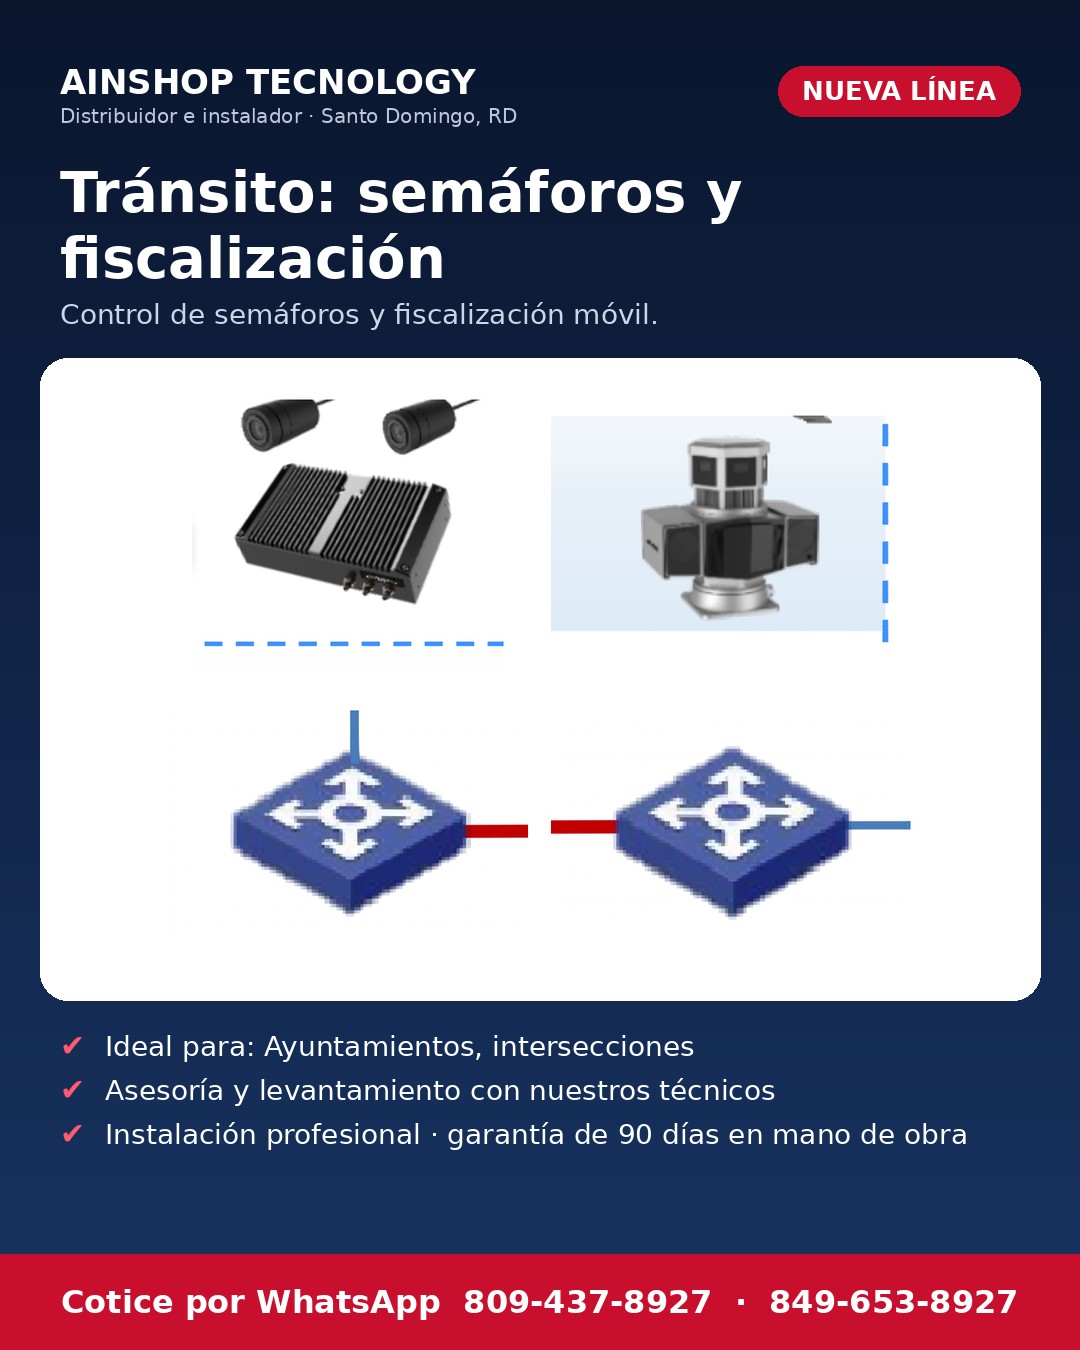 AINSHOP TECNOLOGY
NUEVA LÍNEA
Distribuidor e instalador · Santo Domingo, RD
Tránsito: semáforos y
fiscalización
Control de semáforos y fiscalización móvil.
✔ Ideal para: Ayuntamientos, intersecciones
✔ Asesoría y levantamiento con nuestros técnicos
✔ Instalación profesional · garantía de 90 días en mano de obra
Cotice por WhatsApp 809-437-8927 · 849-653-8927